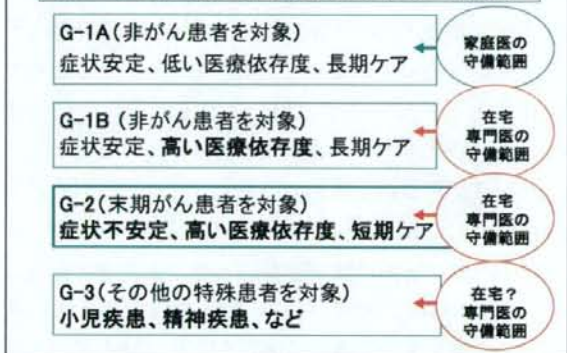 G-1A(非がん患者を対象)
症状安定、低い医療依存度、長期ケア
家庭医の
守備範囲
G-1B (非がん患者を対象)
症状安定、高い医療依存度、長期ケア
在宅
専門医の
守備範囲
G-2(末期がん患者を対象)
症状不安定、高い医療依存度、短期ケア
在宅
専門医の
守備範囲
G-3(その他の特殊患者を対象)
小児疾患、精神疾患、など
在宅?
専門医の
守備範囲